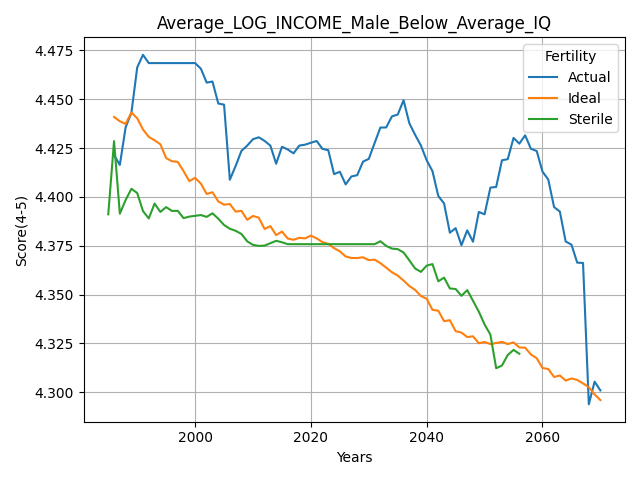 Average_LOG_INCOME_Male_Below_Average_IQ
Fertility
Actual
Ideal
Sterile
Score(4-5)
4.475
4.450
4.425
4.400
4.375
4.350
4.325
4.300
2000
2020
2040
2060
Years